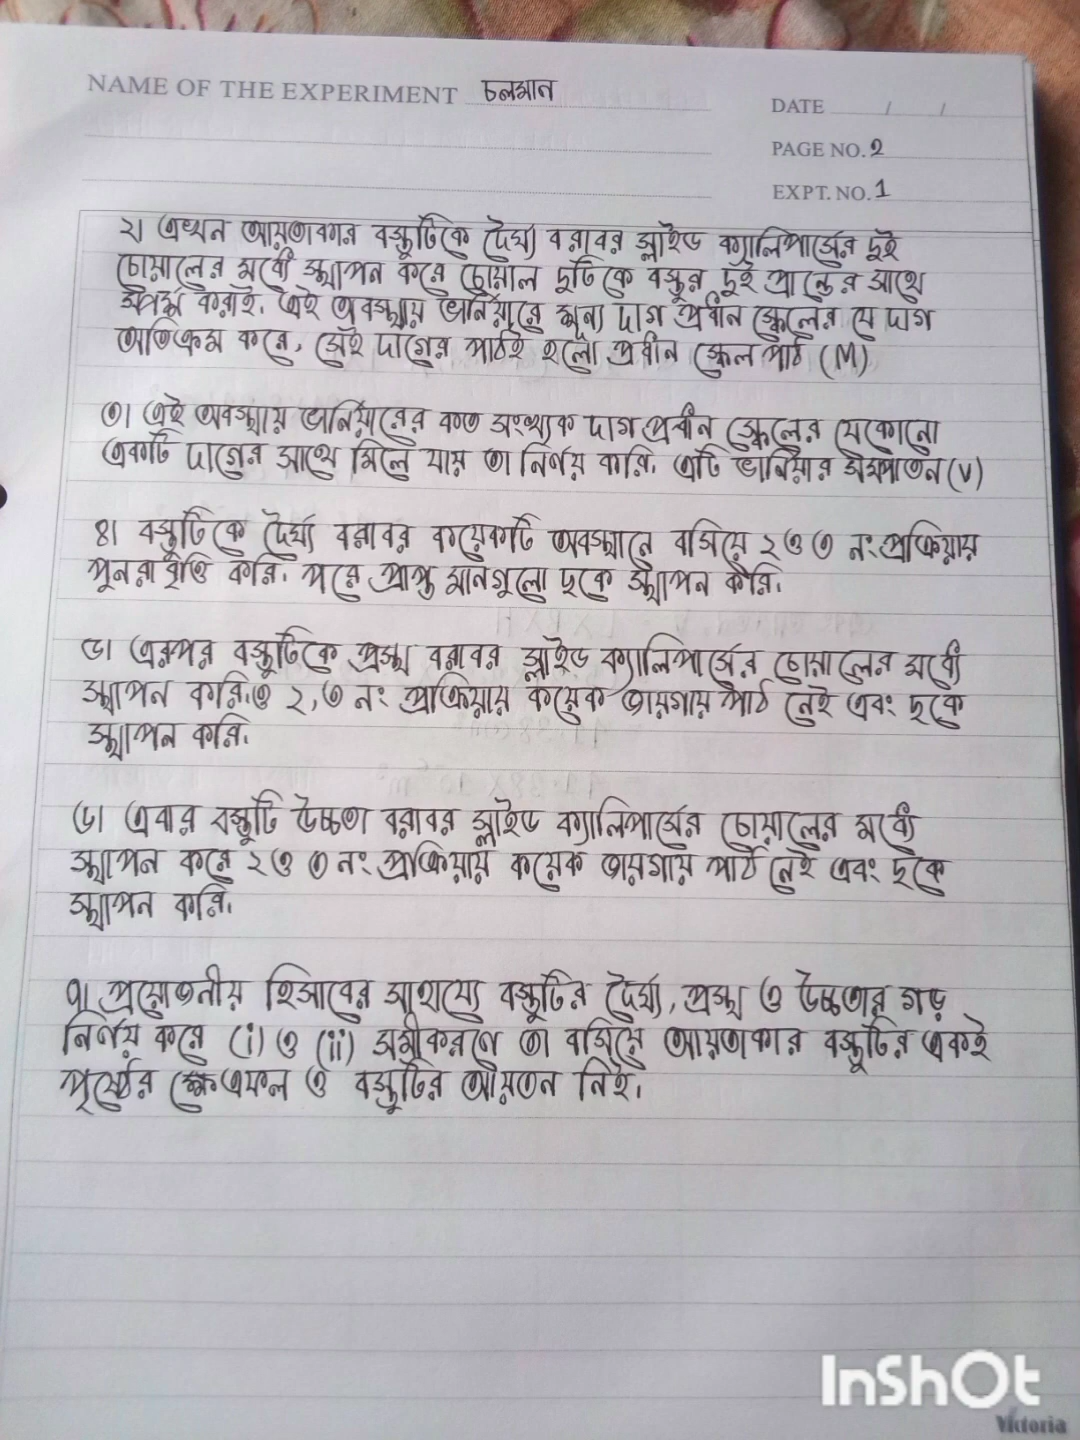 NAME OF THE EXPERIMENT চলমান
DATE / /
PAGE NO. 2
EXPT. NO. 1
২। এখন আয়তাকার বস্তুটিকে দৈর্ঘ্য বরাবর স্লাইড ক্যালিপার্সের দুই
চোয়ালের মধ্যে স্থাপন করে চোয়াল দুটিকে বস্তুর দুই প্রান্তের সাথে
স্পর্শ করাই। এই অবস্থায় ভার্নিয়ারে শূন্য দাগ প্রধান স্কেলের যে দাগ
অতিক্রম করে, সেই দাগের পাঠই হলো প্রধান স্কেল পাঠ (M)
৩। এই অবস্থায় ভার্নিয়ারের কত সংখ্যক দাগ প্রধান স্কেলের যেকোনো
একটি দাগের সাথে মিলে যায় তা নির্ণয় করি। এটি ভার্নিয়ার সমপাতন (V)
৪। বস্তুটিকে দৈর্ঘ্য বরাবর কয়েকটি অবস্থানে বসিয়ে ২ও ৩ নং প্রক্রিয়ায়
পুনরাবৃত্তি করি। পরে প্রাপ্ত মানগুলো ছকে স্থাপন করি।
৫। এরপর বস্তুটিকে প্রস্থ বরাবর স্লাইড ক্যালিপার্সের চোয়ালের মধ্যে
স্থাপন করি।ও ২,৩ নং প্রক্রিয়ায় কয়েক জায়গায় পাঠ নেই এবং ছকে
স্থাপন করি।
৬। এবার বস্তুটি উচ্চতা বরাবর স্লাইড ক্যালিপার্সের চোয়ালের মধ্যে
স্থাপন করে ২ও ৩ নং প্রক্রিয়ায় কয়েক জায়গায় পাঠ নেই এবং ছকে
স্থাপন করি।
৭। প্রয়োজনীয় হিসাবের সাহায্যে বস্তুটির দৈর্ঘ্য, প্রস্থ ও উচ্চতার গড়
নির্ণয় করে (i) ও (ii) সমীকরণে তা বসিয়ে আয়তাকার বস্তুটির একই
পৃষ্ঠের ক্ষেত্রফল ও বস্তুটির আয়তন নিই।
InShOt
Victoria